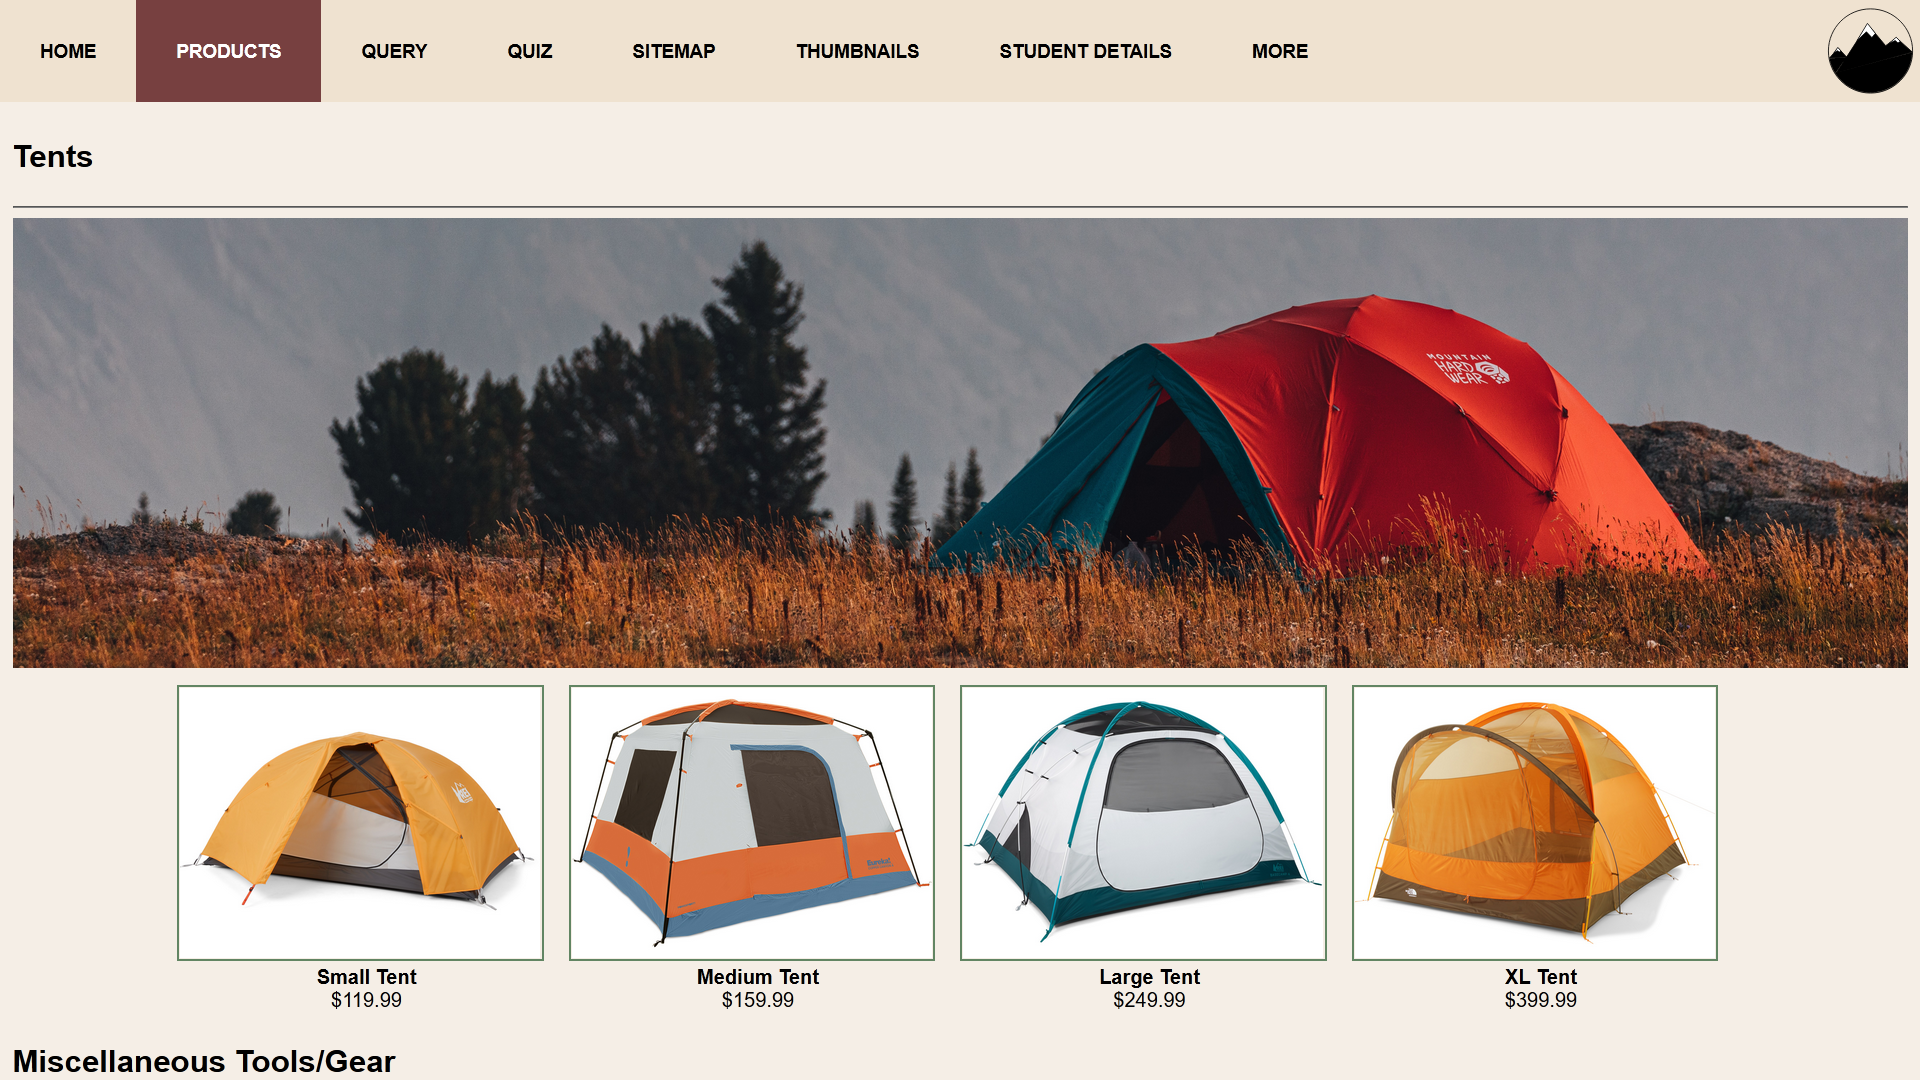 HOME PRODUCTS QUERY QUIZ SITEMAP THUMBNAILS STUDENT DETAILS MORE
Tents
MOUNTAIN
HARD
WEAR
Small Tent
$119.99
Medium Tent
$159.99
Large Tent
$249.99
XL Tent
$399.99
Miscellaneous Tools/Gear